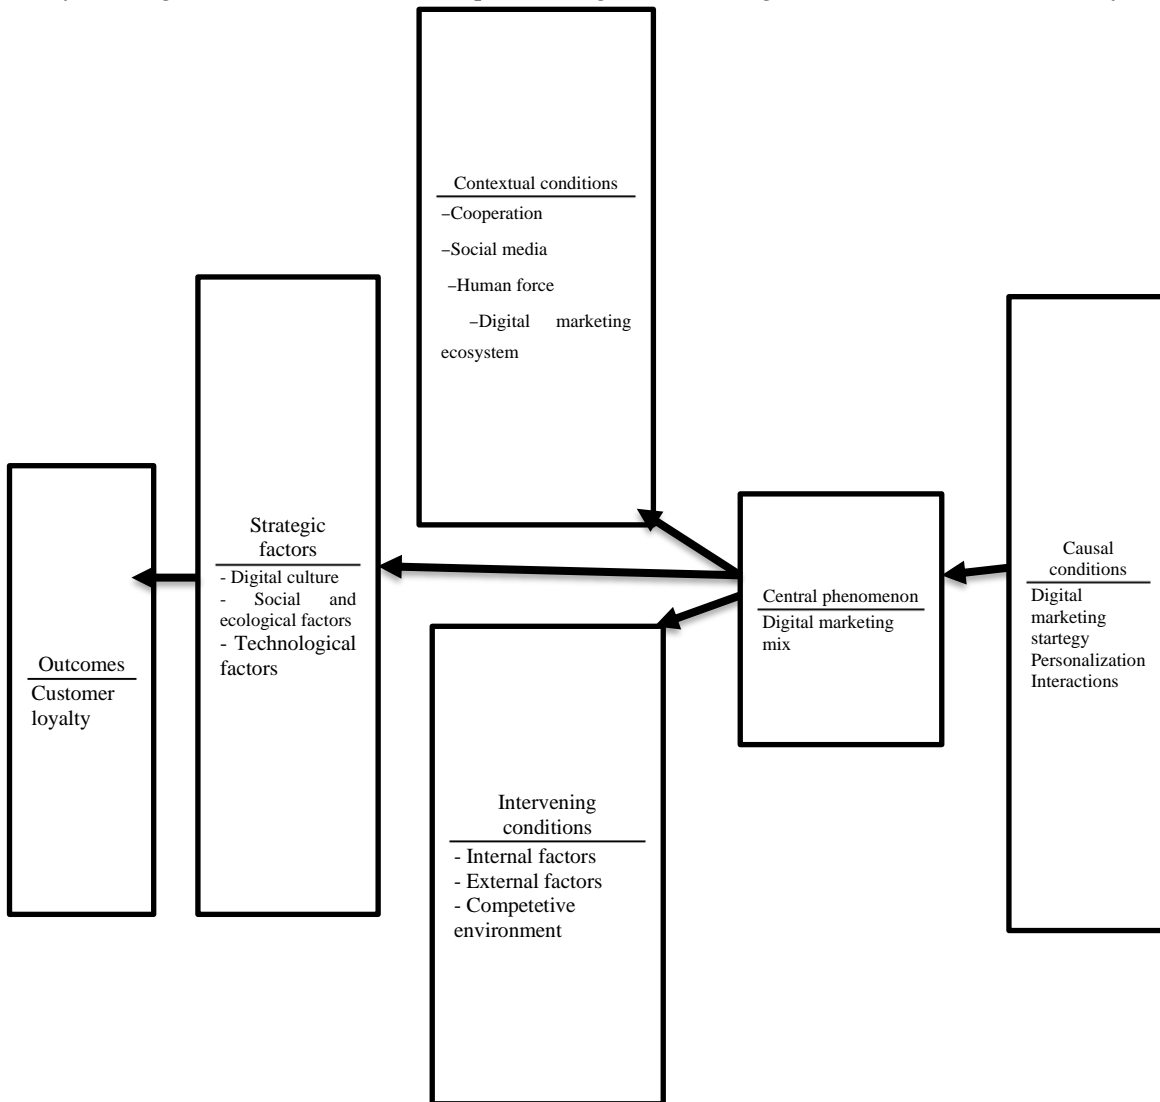 Contextual conditions
–Cooperation
–Social media
–Human force
–Digital marketing
ecosystem
Strategic
factors
- Digital culture
- Social and
ecological factors
- Technological
factors
Outcomes
Customer
loyalty
Intervening
conditions
- Internal factors
- External factors
- Competetive
environment
Central phenomenon
Digital marketing
mix
Causal
conditions
Digital
marketing
startegy
Personalization
Interactions